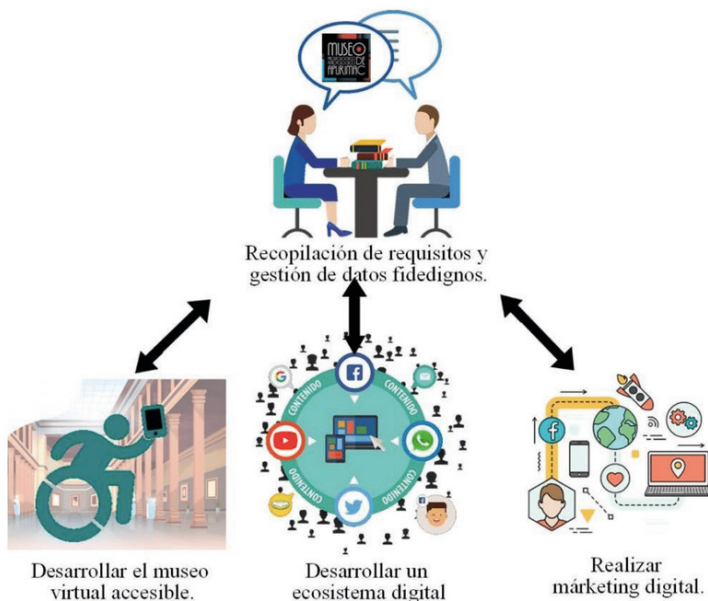 MUSEO
DE
APURIMAC
Recopilación de requisitos y
gestión de datos fidedignos.
CONTENIDO
CONTENIDO
CONTENIDO
CONTENIDO
Desarrollar el museo
virtual accesible.
Desarrollar un
ecosistema digital
Realizar
márketing digital.